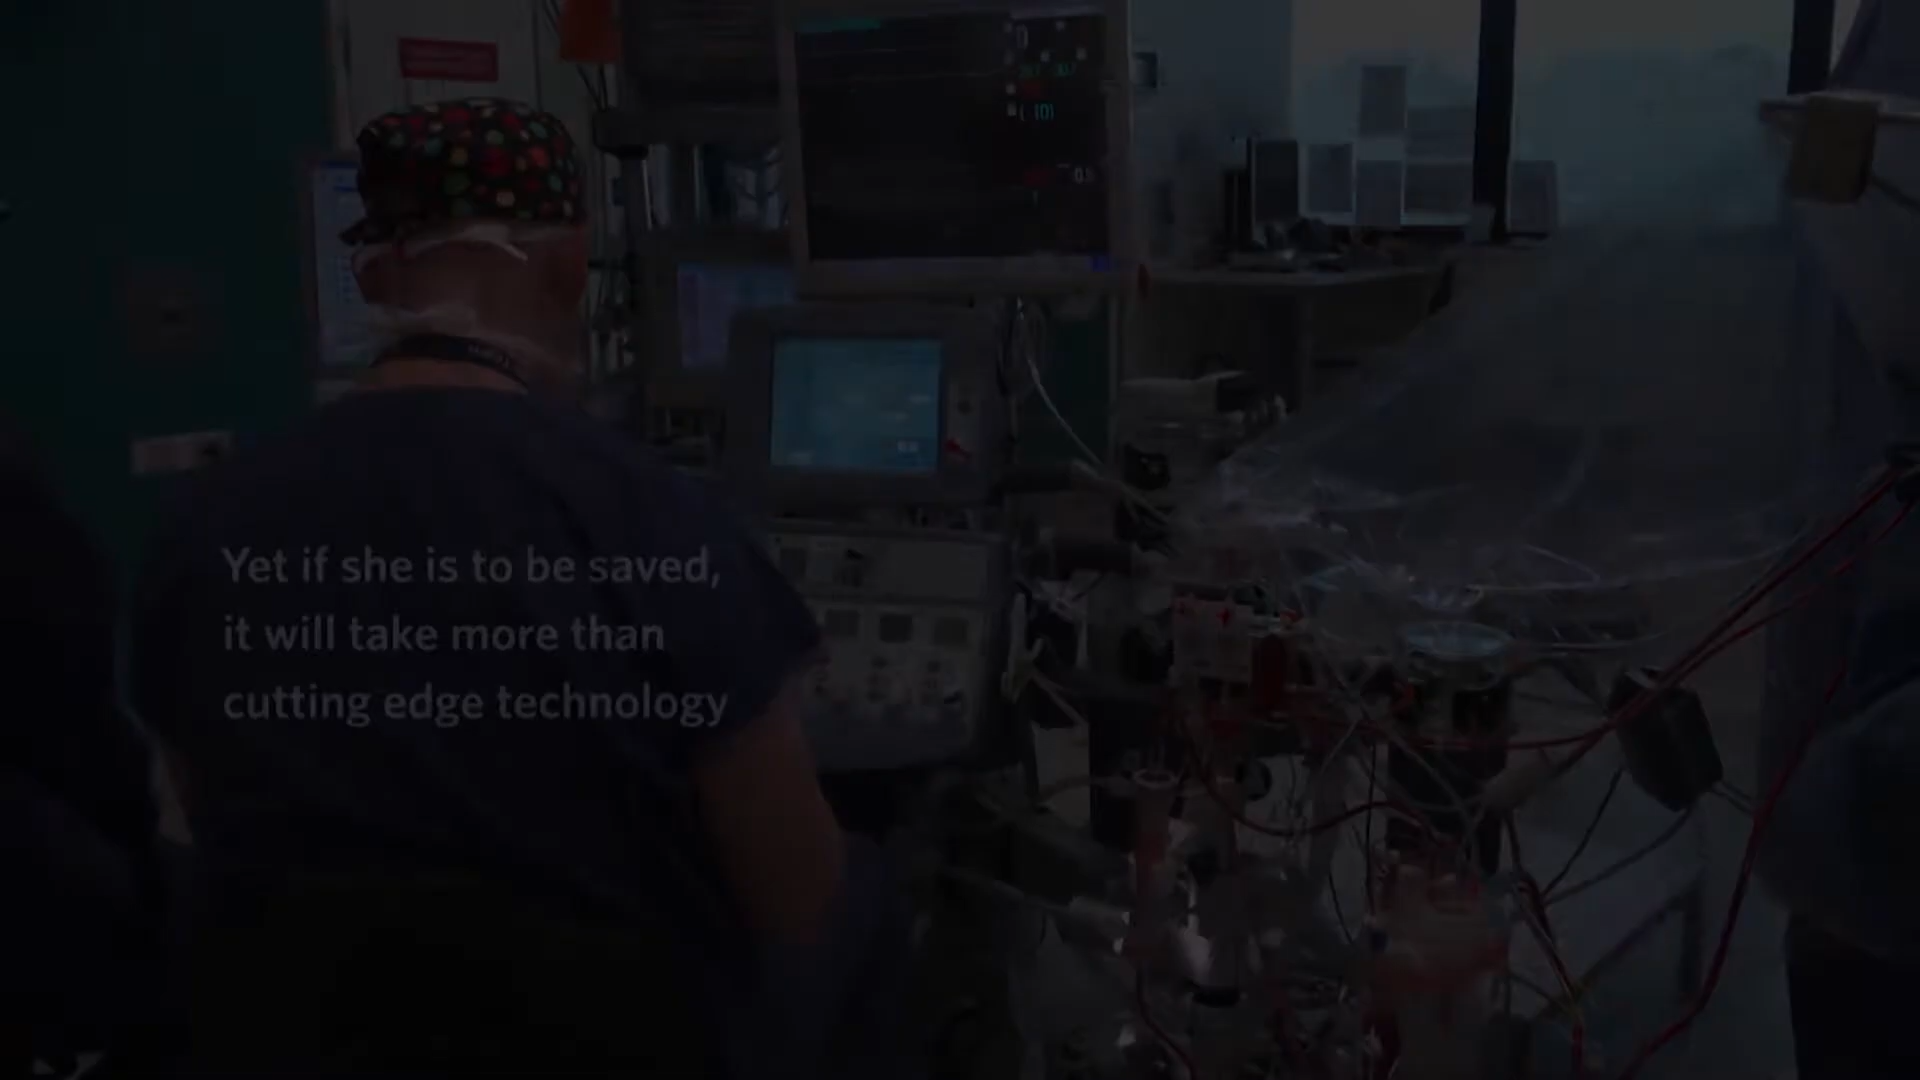 Yet if she is to be saved,
it will take more than
cutting edge technology